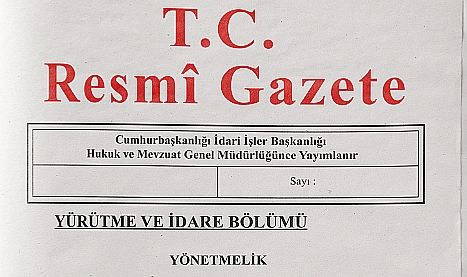 T.C.
Resmî Gazete
Cumhurbaşkanlığı İdari İşler Başkanlığı
Hukuk ve Mevzuat Genel Müdürlüğünce Yayımlanır
Sayı :
YÜRÜTME VE İDARE BÖLÜMÜ
YÖNETMELİK